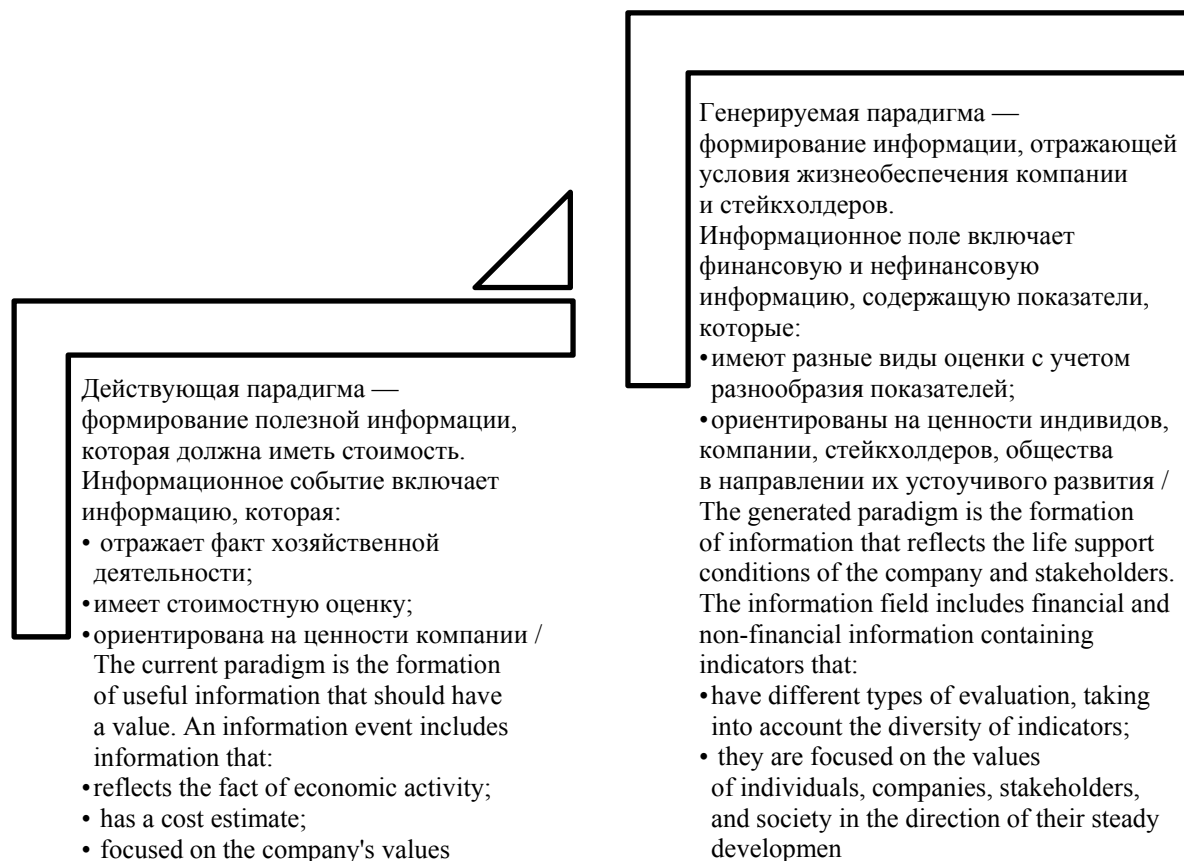 Действующая парадигма —
формирование полезной информации,
которая должна иметь стоимость.
Информационное событие включает
информацию, которая:
• отражает факт хозяйственной
деятельности;
•имеет стоимостную оценку;
•ориентирована на ценности компании /
The current paradigm is the formation
of useful information that should have
a value. An information event includes
information that:
•reflects the fact of economic activity;
• has a cost estimate;
• focused on the company's values
Генерируемая парадигма —
формирование информации, отражающей
условия жизнеобеспечения компании
и стейкхолдеров.
Информационное поле включает
финансовую и нефинансовую
информацию, содержащую показатели,
которые:
•имеют разные виды оценки с учетом
разнообразия показателей;
•ориентированы на ценности индивидов,
компании, стейкхолдеров, общества
в направлении их устоучивого развития /
The generated paradigm is the formation
of information that reflects the life support
conditions of the company and stakeholders.
The information field includes financial and
non-financial information containing
indicators that:
•have different types of evaluation, taking
into account the diversity of indicators;
• they are focused on the values
of individuals, companies, stakeholders,
and society in the direction of their steady
developmen